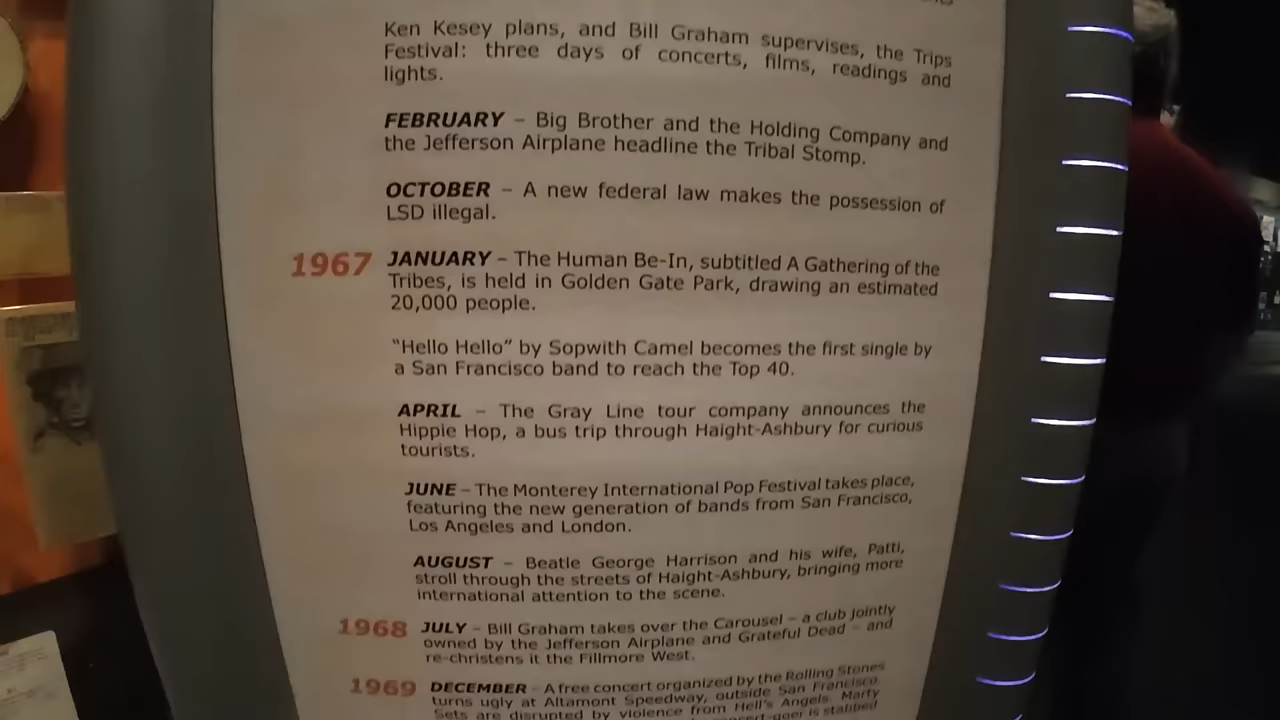 Ken Kesey plans, and Bill Graham supervises, the Trips
Festival: three days of concerts, films, readings and
lights.
FEBRUARY – Big Brother and the Holding Company and
the Jefferson Airplane headline the Tribal Stomp.
OCTOBER – A new federal law makes the possession of
LSD illegal.
1967 JANUARY – The Human Be-In, subtitled A Gathering of the
Tribes, is held in Golden Gate Park, drawing an estimated
20,000 people.
“Hello Hello” by Sopwith Camel becomes the first single by
a San Francisco band to reach the Top 40.
APRIL – The Gray Line tour company announces the
Hippie Hop, a bus trip through Haight-Ashbury for curious
tourists.
JUNE – The Monterey International Pop Festival takes place,
featuring the new generation of bands from San Francisco,
Los Angeles and London.
AUGUST – Beatle George Harrison and his wife, Patti,
stroll through the streets of Haight-Ashbury, bringing more
international attention to the scene.
1968 JULY – Bill Graham takes over the Carousel – a club jointly
owned by the Jefferson Airplane and Grateful Dead – and
re-christens it the Fillmore West.
1969 DECEMBER – A free concert organized by the Rolling Stones
turns ugly at Altamont Speedway, outside San Francisco.
Sets are disrupted by violence from Hell's Angels. Marty
concert-goer is stabbed